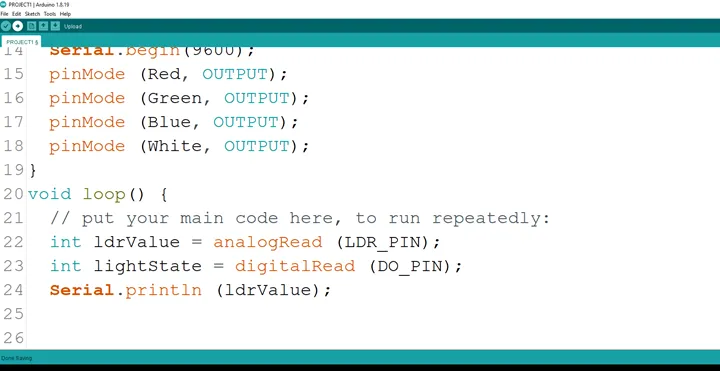 PROJECT1 | Arduino 1.8.19
File Edit Sketch Tools Help
Upload
PROJECT1 §
14 Serial.begin(9600);
15 pinMode (Red, OUTPUT);
16 pinMode (Green, OUTPUT);
17 pinMode (Blue, OUTPUT);
18 pinMode (White, OUTPUT);
19 }
20 void loop() {
21 // put your main code here, to run repeatedly:
22 int ldrValue = analogRead (LDR_PIN);
23 int lightState = digitalRead (DO_PIN);
24 Serial.println (ldrValue);
25
26
Done Saving